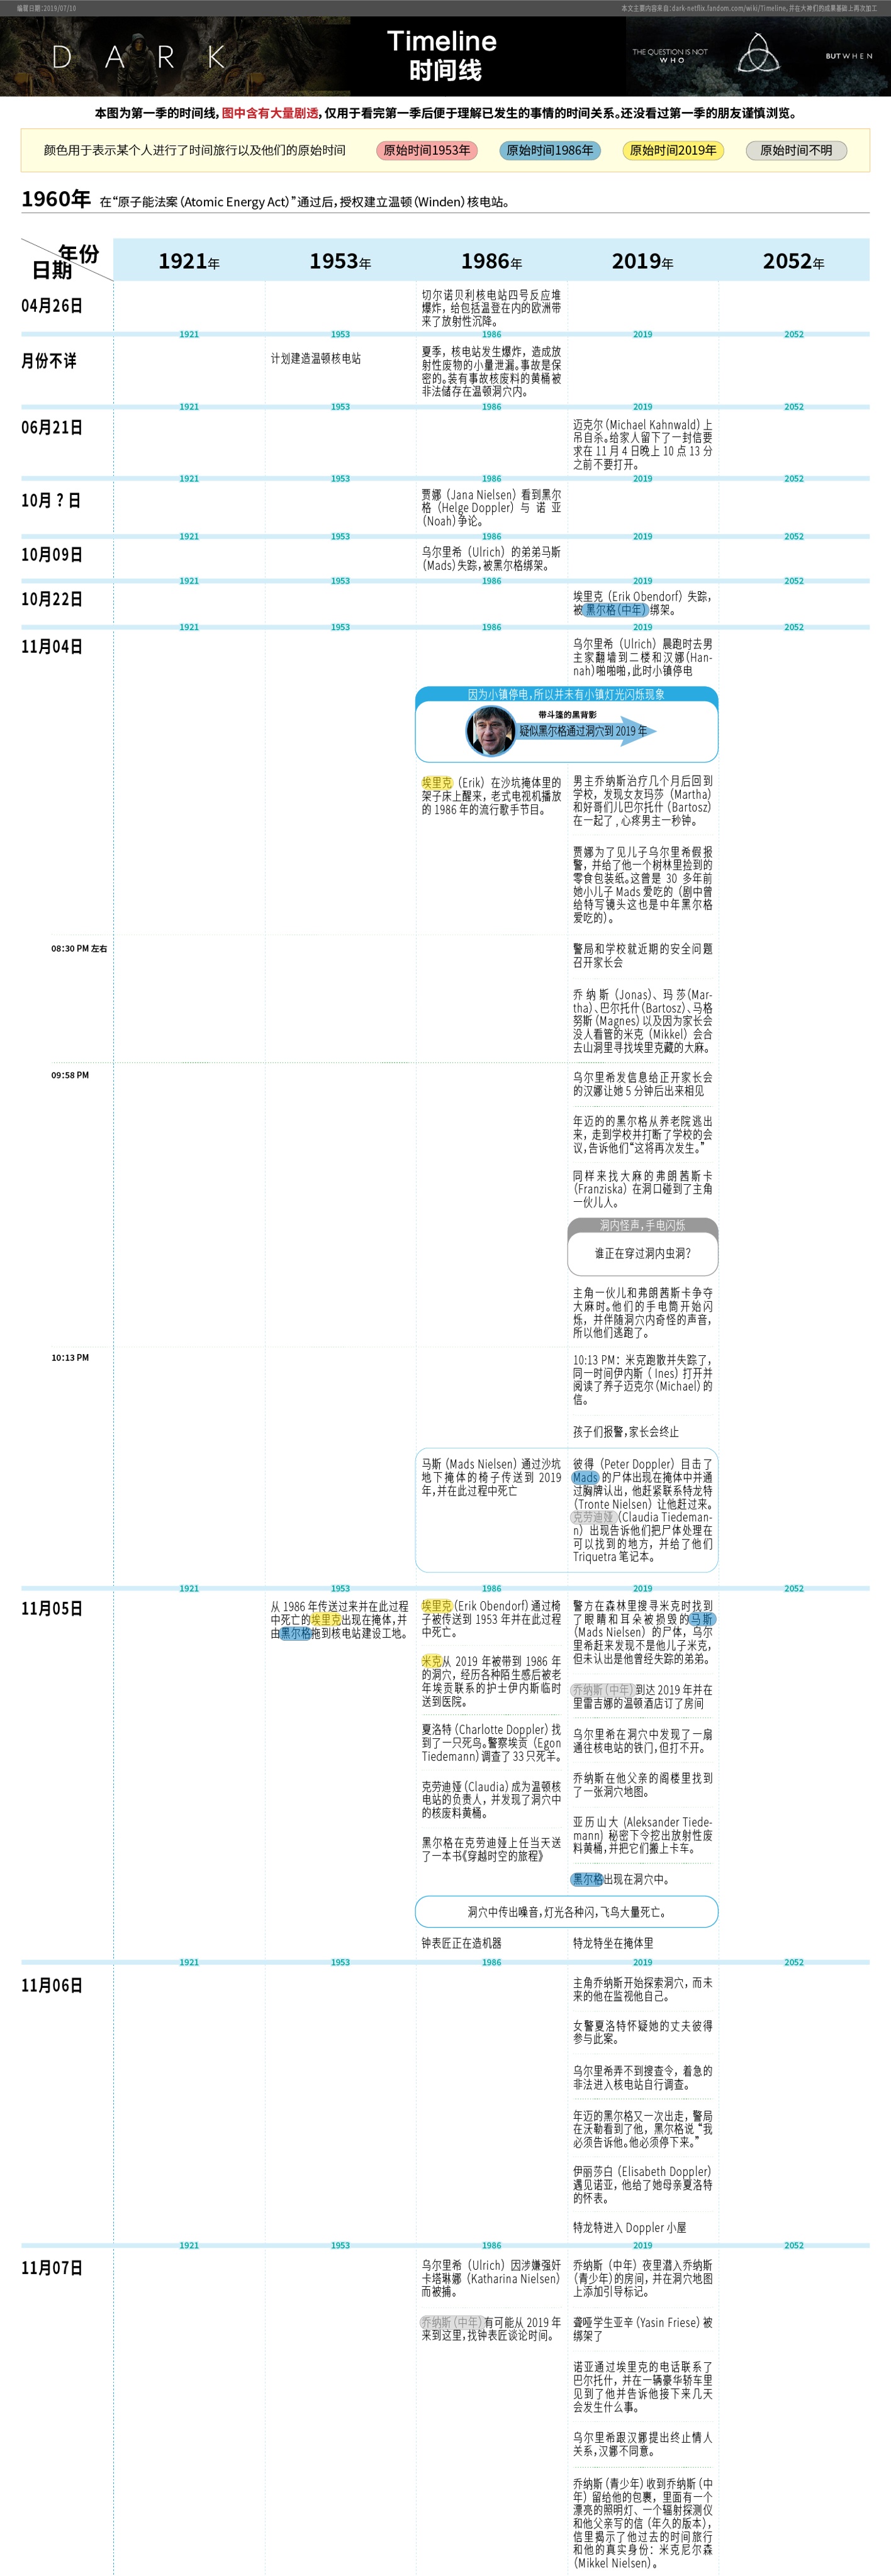 编督日期:2019/07/10
本文主要内容来自:dark-netflix.fandom.com/wiki/Timeline,并在大神们的成果基础上再次加工
DARK
Timeline
时间线
THE QUESTION IS NOT
WHO
BUT WHEN
本图为第一季的时间线,图中含有大量剧透,仅用于看完第一季后便于理解已发生的事情的时间关系。还没看过第一季的朋友谨慎浏览。
颜色用于表示某个人进行了时间旅行以及他们的原始时间
原始时间1953年
原始时间1986年
原始时间2019年
原始时间不明
1960年 在“原子能法案(Atomic Energy Act)”通过后,授权建立温顿(Winden)核电站。
年份
日期
1921年 1953年 1986年 2019年 2052年
04月26日
切尔诺贝利核电站四号反应堆
爆炸,给包括温登在内的欧洲带
来了放射性沉降。
1921 1953 1986 2019 2052
月份不详
计划建造温顿核电站
夏季,核电站发生爆炸,造成放
射性废物的小量泄漏。事故是保
密的。装有事故核废料的黄桶被
非法储存在温顿洞穴内。
1921 1953 1986 2019 2052
06月21日
迈克尔(Michael Kahnwald)上
吊自杀。给家人留下了一封信要
求在 11 月 4 日晚上 10 点 13 分
之前不要打开。
1921 1953 1986 2019 2052
10月 ? 日
贾娜(Jana Nielsen)看到黑尔
格(Helge Doppler)与诺亚
(Noah)争论。
1921 1953 1986 2019 2052
10月09日
乌尔里希(Ulrich)的弟弟马斯
(Mads)失踪,被黑尔格绑架。
1921 1953 1986 2019 2052
10月22日
埃里克(Erik Obendorf)失踪,
被黑尔格(中年)绑架。
1921 1953 1986 2019 2052
11月04日
乌尔里希(Ulrich)晨跑时去男
主家翻墙到二楼和汉娜(Han-
nah)啪啪啪,此时小镇停电
因为小镇停电,所以并未有小镇灯光闪烁现象
带斗篷的黑背影
疑似黑尔格通过洞穴到 2019 年
埃里克(Erik)在沙坑掩体里的
架子床上醒来,老式电视机播放
的 1986 年的流行歌手节目。
男主乔纳斯治疗几个月后回到
学校,发现女友玛莎(Martha)
和好哥们儿巴尔托什(Bartosz)
在一起了,心疼男主一秒钟。
贾娜为了见儿子乌尔里希假报
警,并给了他一个树林里捡到的
零食包装纸。这曾是 30 多年前
她小儿子 Mads 爱吃的(剧中曾
给特写镜头这也是中年黑尔格
爱吃的)。
08:30 PM 左右
警局和学校就近期的安全问题
召开家长会
乔纳斯(Jonas)、玛莎(Mar-
tha)、巴尔托什(Bartosz)、马格
努斯(Magnes)以及因为家长会
没人看管的米克(Mikkel)会合
去山洞里寻找埃里克藏的大麻。
09:58 PM
乌尔里希发信息给正开家长会
的汉娜让她 5 分钟后出来相见
年迈的的黑尔格从养老院逃出
来,走到学校并打断了学校的会
议,告诉他们“这将再次发生。”
同样来找大麻的弗朗茜斯卡
(Franziska)在洞口碰到了主角
一伙儿人。
洞内怪声,手电闪烁
谁正在穿过洞内虫洞?
主角一伙儿和弗朗茜斯卡争夺
大麻时。他们的手电筒开始闪
烁,并伴随洞穴内奇怪的声音,
所以他们逃跑了。
10:13 PM
10:13 PM:米克跑散并失踪了,
同一时间伊内斯( Ines)打开并
阅读了养子迈克尔(Michael)的
信。
孩子们报警,家长会终止
马斯(Mads Nielsen)通过沙坑
地下掩体的椅子传送到 2019
年,并在此过程中死亡
彼得(Peter Doppler)目击了
Mads 的尸体出现在掩体中并通
过胸牌认出,他赶紧联系特龙特
(Tronte Nielsen)让他赶过来。
克劳迪娅(Claudia Tiedeman-
n)出现告诉他们把尸体处理在
可以找到的地方,并给了他们
Triquetra 笔记本。
1921 1953 1986 2019 2052
11月05日
从 1986 年传送过来并在此过程
中死亡的埃里克出现在掩体,并
由黑尔格拖到核电站建设工地。
埃里克(Erik Obendorf)通过椅
子被传送到 1953 年并在此过程
中死亡。
米克从 2019 年被带到 1986 年
的洞穴,经历各种陌生感后被老
年埃贡联系的护士伊内斯临时
送到医院。
夏洛特(Charlotte Doppler)找
到了一只死鸟。警察埃贡(Egon
Tiedemann)调查了 33 只死羊。
克劳迪娅(Claudia)成为温顿核
电站的负责人,并发现了洞穴中
的核废料黄桶。
黑尔格在克劳迪娅上任当天送
了一本书《穿越时空的旅程》
警方在森林里搜寻米克时找到
了眼睛和耳朵被损毁的马斯
(Mads Nielsen)的尸体,乌尔
里希赶来发现不是他儿子米克,
但未认出是他曾经失踪的弟弟。
乔纳斯(中年)到达 2019 年并在
里雷吉娜的温顿酒店订了房间
乌尔里希在洞穴中发现了一扇
通往核电站的铁门,但打不开。
乔纳斯在他父亲的阁楼里找到
了一张洞穴地图。
亚历山大 (Aleksander Tiede-
mann) 秘密下令挖出放射性废
料黄桶,并把它们搬上卡车。
黑尔格出现在洞穴中。
洞穴中传出噪音,灯光各种闪,飞鸟大量死亡。
钟表匠正在造机器
特龙特坐在掩体里
1921 1953 1986 2019 2052
11月06日
主角乔纳斯开始探索洞穴,而未
来的他在监视他自己。
女警夏洛特怀疑她的丈夫彼得
参与此案。
乌尔里希弄不到搜查令,着急的
非法进入核电站自行调查。
年迈的黑尔格又一次出走,警局
在沃勒看到了他,黑尔格说“我
必须告诉他。他必须停下来。”
伊丽莎白(Elisabeth Doppler)
遇见诺亚,他给了她母亲夏洛特
的怀表。
特龙特进入 Doppler 小屋
1921 1953 1986 2019 2052
11月07日
乌尔里希(Ulrich)因涉嫌强奸
卡塔琳娜(Katharina Nielsen)
而被捕。
乔纳斯(中年)有可能从 2019 年
来到这里,找钟表匠谈论时间。
乔纳斯(中年)夜里潜入乔纳斯
(青少年)的房间,并在洞穴地图
上添加引导标记。
聋哑学生亚辛(Yasin Friese)被
绑架了
诺亚通过埃里克的电话联系了
巴尔托什,并在一辆豪华轿车里
见到了他并告诉他接下来几天
会发生什么事。
乌尔里希跟汉娜提出终止情人
关系,汉娜不同意。
乔纳斯(青少年)收到乔纳斯(中
年)留给他的包裹,里面有一个
漂亮的照明灯、一个辐射探测仪
和他父亲写的信(年久的版本),
信里揭示了他过去的时间旅行
和他的真实身份:米克尼尔森
(Mikkel Nielsen)。